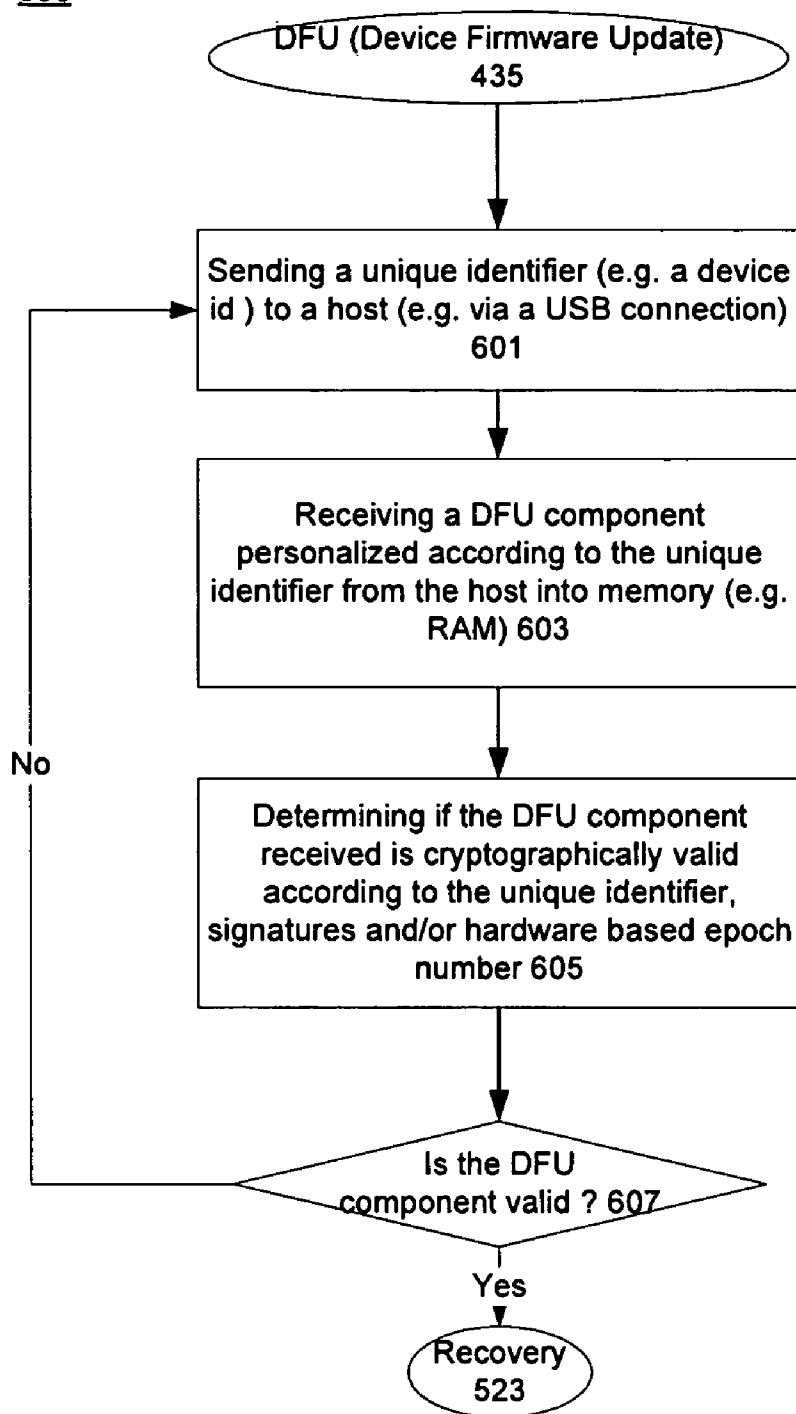 DFU (Device Firmware Update)
435
Sending a unique identifier (e.g. a device
id ) to a host (e.g. via a USB connection)
601
Receiving a DFU component
personalized according to the unique
identifier from the host into memory (e.g.
RAM) 603
No
Determining if the DFU component
received is cryptographically valid
according to the unique identifier,
signatures and/or hardware based epoch
number 605
Is the DFU
component valid ? 607
Yes
Recovery
523